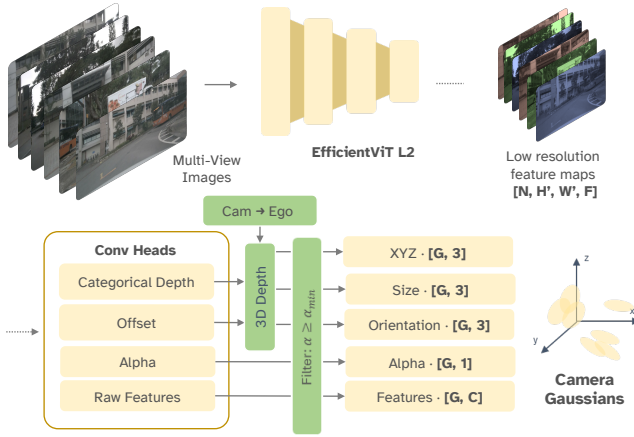 Multi-View
Images
EfficientViT L2
Low resolution
feature maps
[N, H', W', F]
Cam → Ego
Conv Heads
Categorical Depth
Offset
Alpha
Raw Features
3D Depth
Filter: α ≥ αmin
XYZ · [G, 3]
Size · [G, 3]
Orientation · [G, 3]
Alpha · [G, 1]
Features · [G, C]
z
x
y
Camera
Gaussians